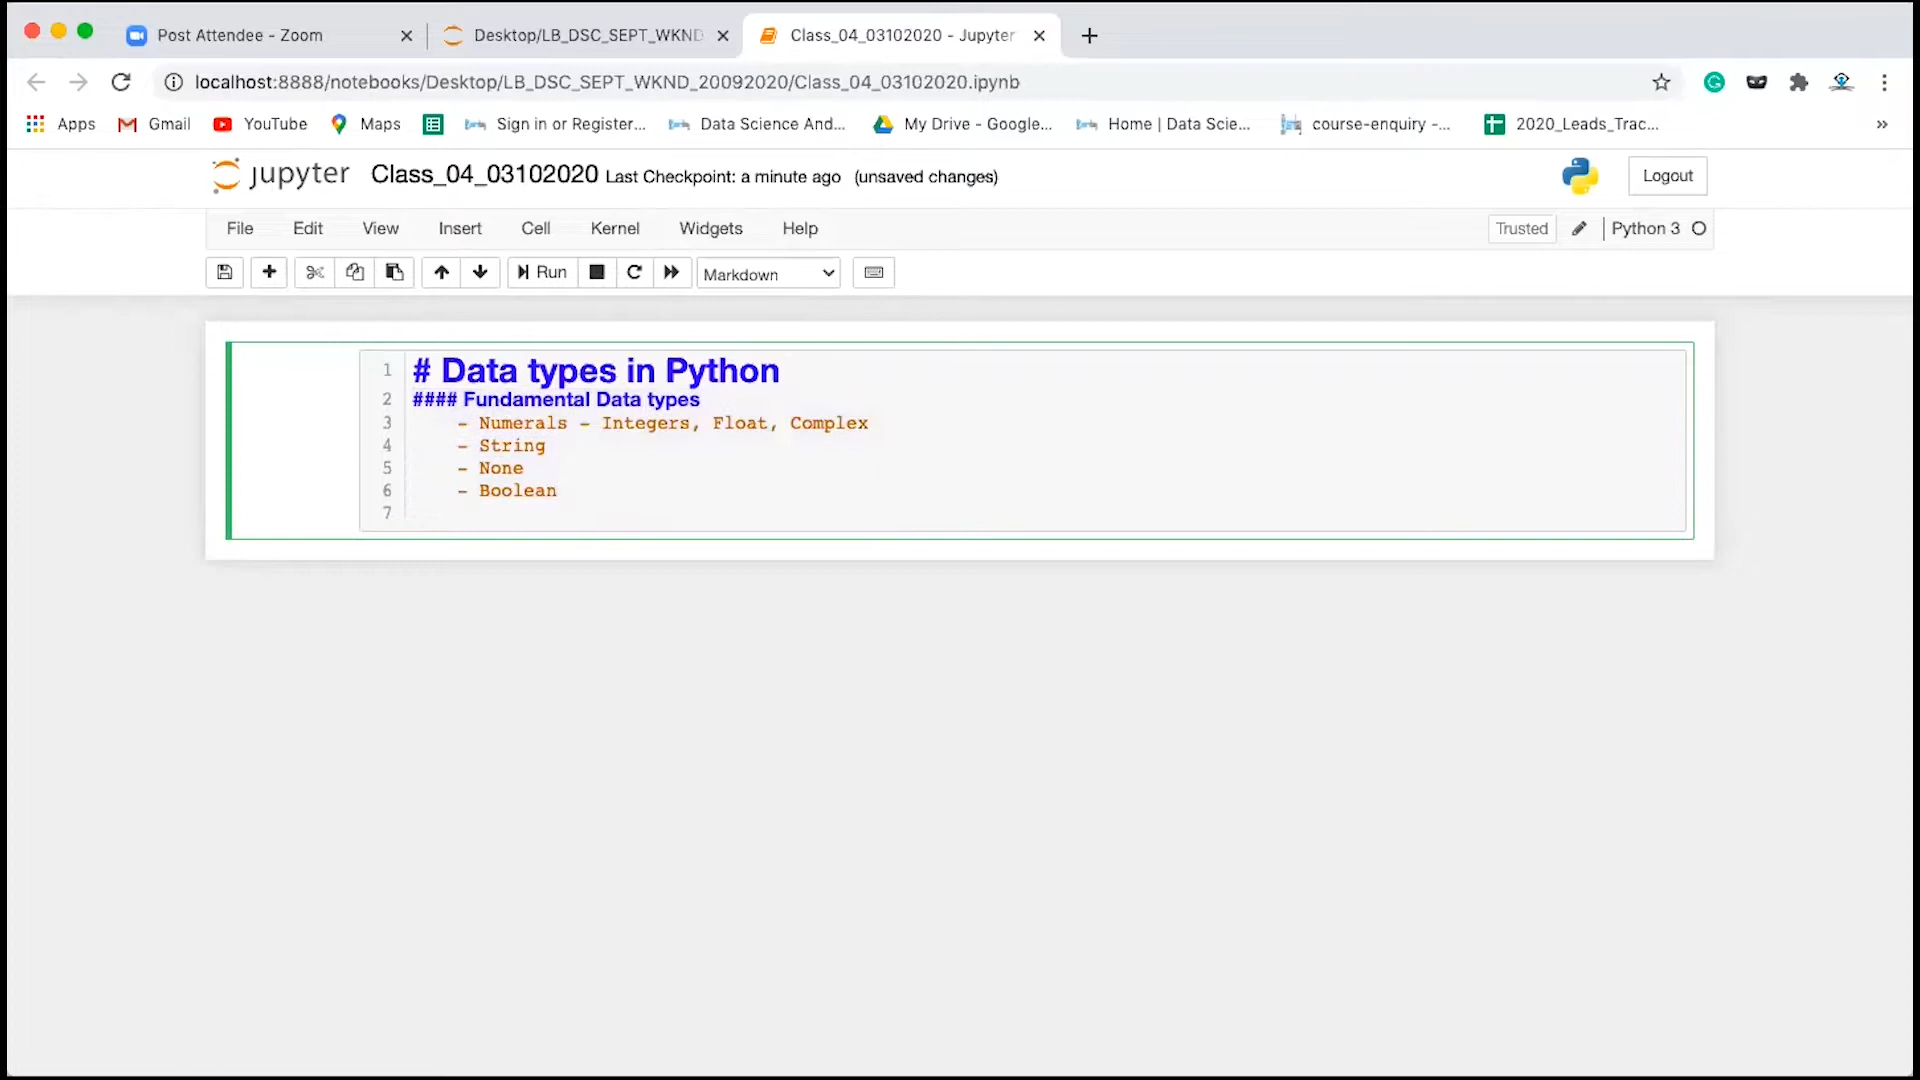 Post Attendee - Zoom
Desktop/LB_DSC_SEPT_WKND
Class_04_03102020 - Jupyter
localhost:8888/notebooks/Desktop/LB_DSC_SEPT_WKND_20092020/Class_04_03102020.ipynb
Apps Gmail YouTube Maps Sign in or Register... Data Science And... My Drive - Google... Home | Data Scie... course-enquiry -... 2020_Leads_Trac... »
jupyter Class_04_03102020 Last Checkpoint: a minute ago (unsaved changes) Logout
File Edit View Insert Cell Kernel Widgets Help Trusted Python 3
Run Markdown
1 # Data types in Python
2 #### Fundamental Data types
3 - Numerals - Integers, Float, Complex
4 - String
5 - None
6 - Boolean
7